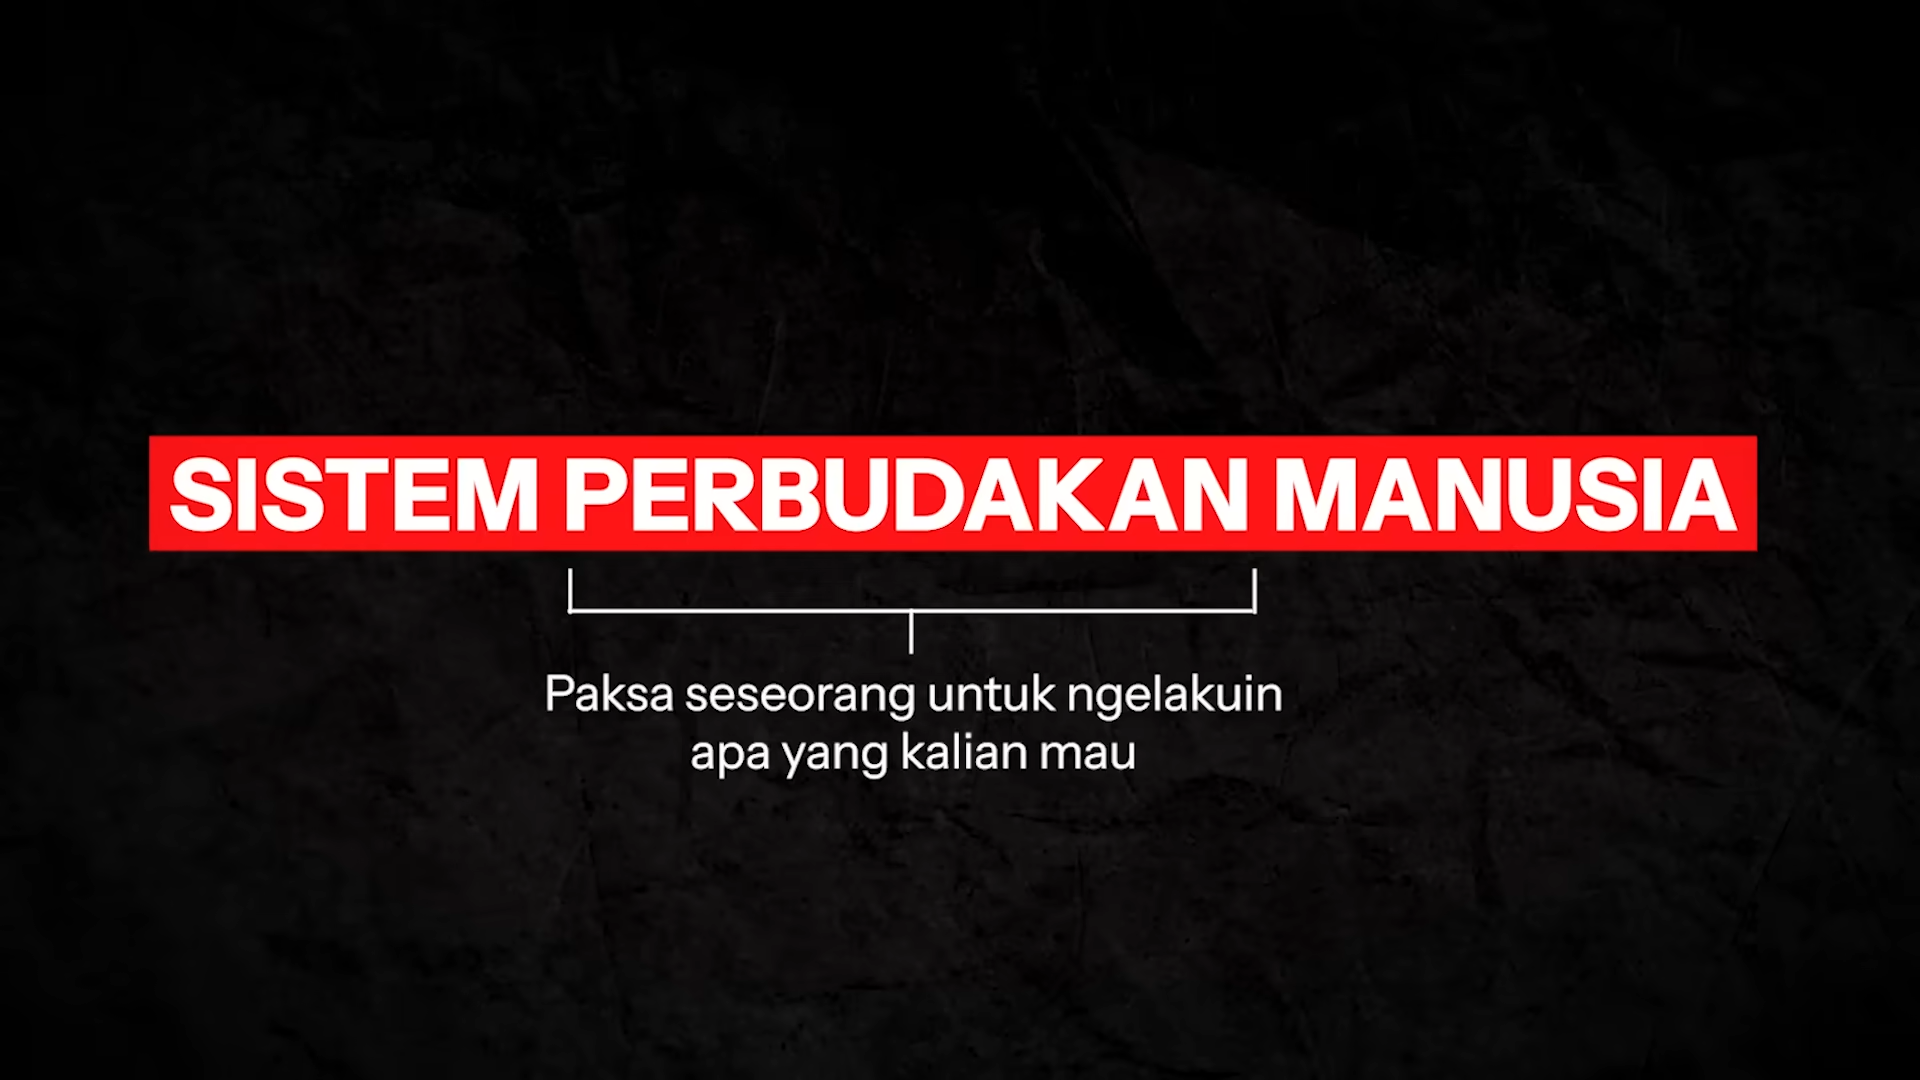 SISTEM PERBUDAKAN MANUSIA
Paksa seseorang untuk ngelakuin
apa yang kalian mau